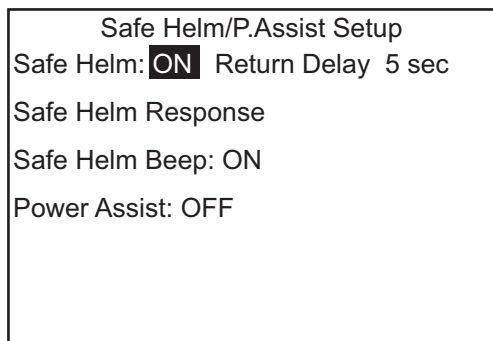 Safe Helm/P.Assist Setup
Safe Helm: ON Return Delay 5 sec
Safe Helm Response
Safe Helm Beep: ON
Power Assist: OFF